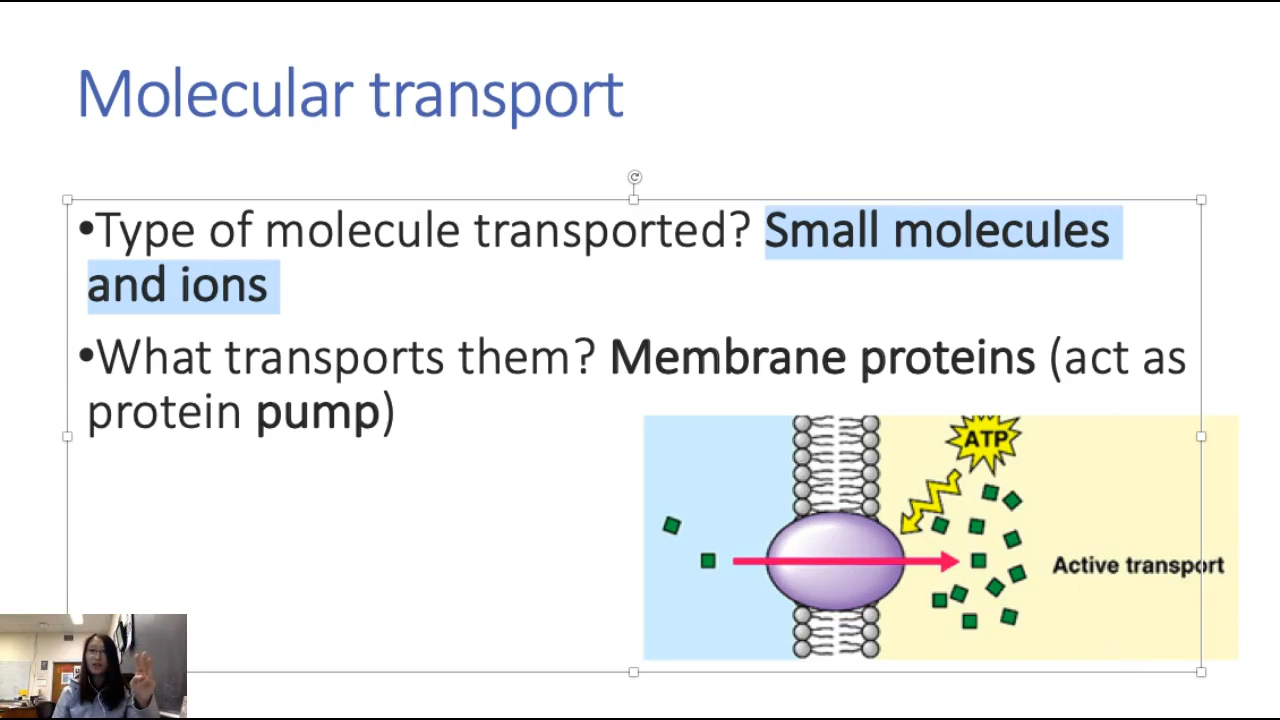 Molecular transport
•Type of molecule transported? Small molecules
and ions
•What transports them? Membrane proteins (act as
protein pump)
ATP
Active transport